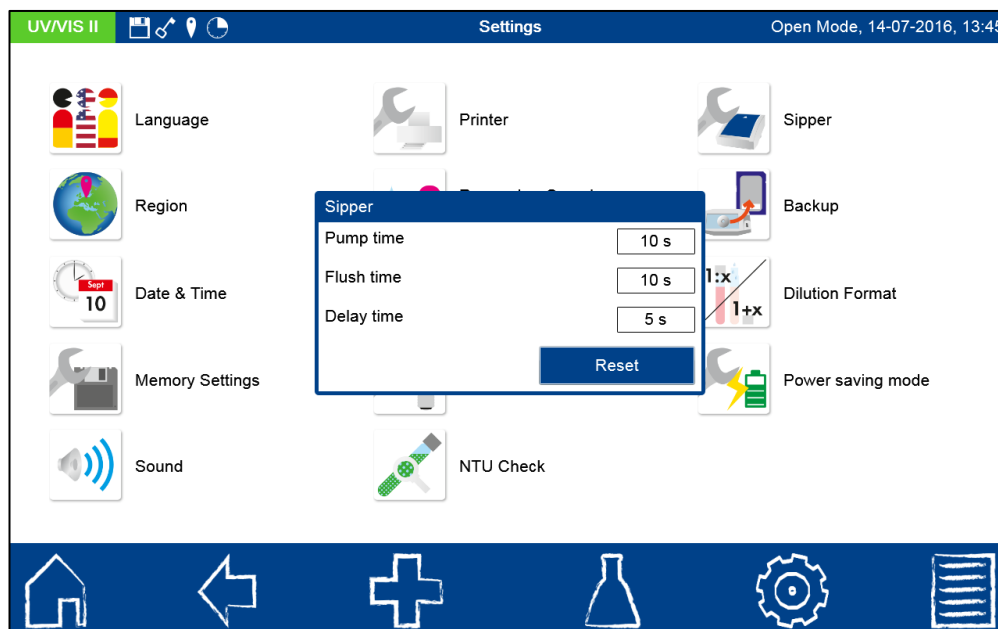 UV/VIS II
Settings
Open Mode, 14-07-2016, 13:45
Language
Printer
Sipper
Region
Backup
Sept
10
Date & Time
1:x
1+x
Dilution Format
Memory Settings
Power saving mode
Sound
NTU Check
Sipper
Pump time
10 s
Flush time
10 s
Delay time
5 s
Reset